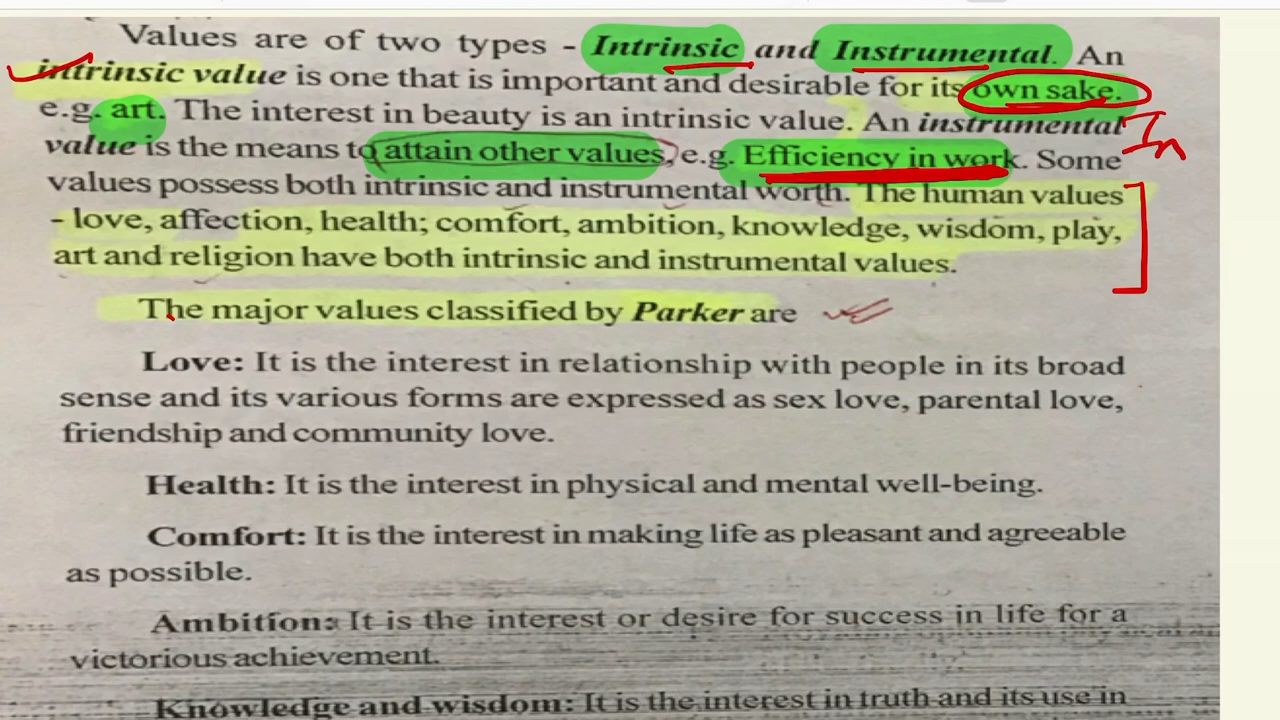 Values are of two types - Intrinsic and Instrumental. An
intrinsic value is one that is important and desirable for its own sake.
e.g. art. The interest in beauty is an intrinsic value. An instrumental
In
value is the means to attain other values, e.g. Efficiency in work. Some
values possess both intrinsic and instrumental worth. The human values
- love, affection, health; comfort, ambition, knowledge, wisdom, play,
art and religion have both intrinsic and instrumental values.
The major values classified by Parker are
Love: It is the interest in relationship with people in its broad
sense and its various forms are expressed as sex love, parental love,
friendship and community love.
Health: It is the interest in physical and mental well-being.
Comfort: It is the interest in making life as pleasant and agreeable
as possible.
Ambition: It is the interest or desire for success in life for a
victorious achievement.
Knowledge and wisdom: It is the interest in truth and its use in